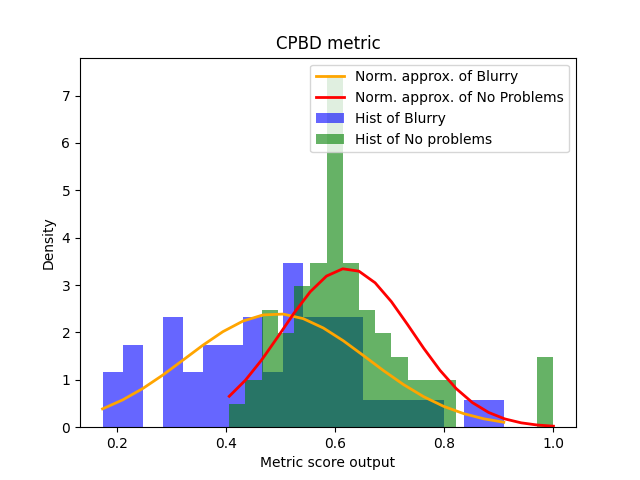 CPBD metric
Norm. approx. of Blurry
Norm. approx. of No Problems
Hist of Blurry
Hist of No problems
7
6
5
4
3
2
1
0
Density
0.2 0.4 0.6 0.8 1.0
Metric score output